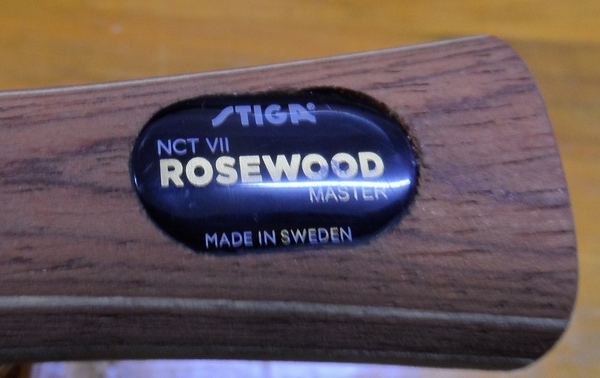 STIGA®
NCT VII
ROSEWOOD
MASTER
MADE IN SWEDEN